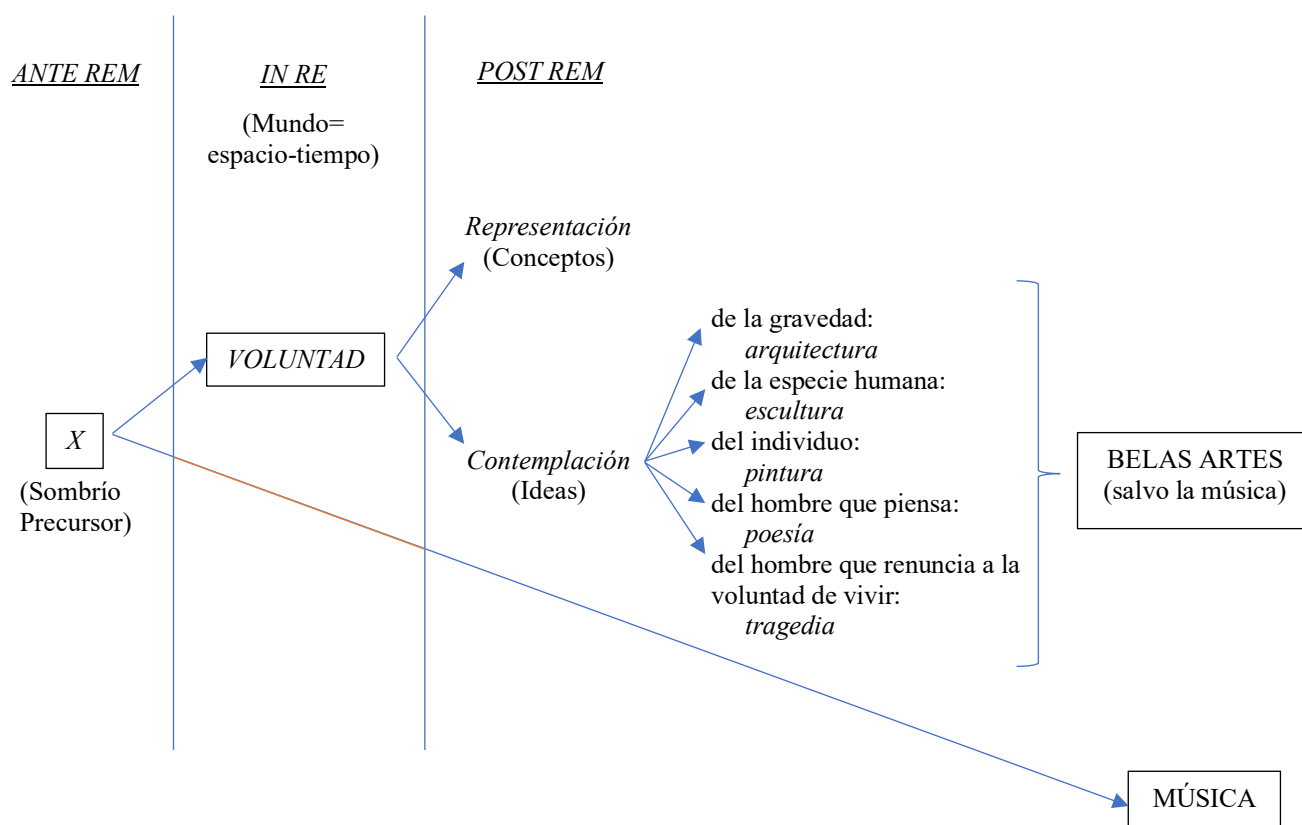 ANTE REM
IN RE
POST REM
(Mundo=
espacio-tiempo)
Representación
(Conceptos)
VOLUNTAD
X
(Sombrío
Precursor)
Contemplación
(Ideas)
de la gravedad:
arquitectura
de la especie humana:
escultura
del individuo:
pintura
del hombre que piensa:
poesía
del hombre que renuncia a la
voluntad de vivir:
tragedia
BELAS ARTES
(salvo la música)
MÚSICA